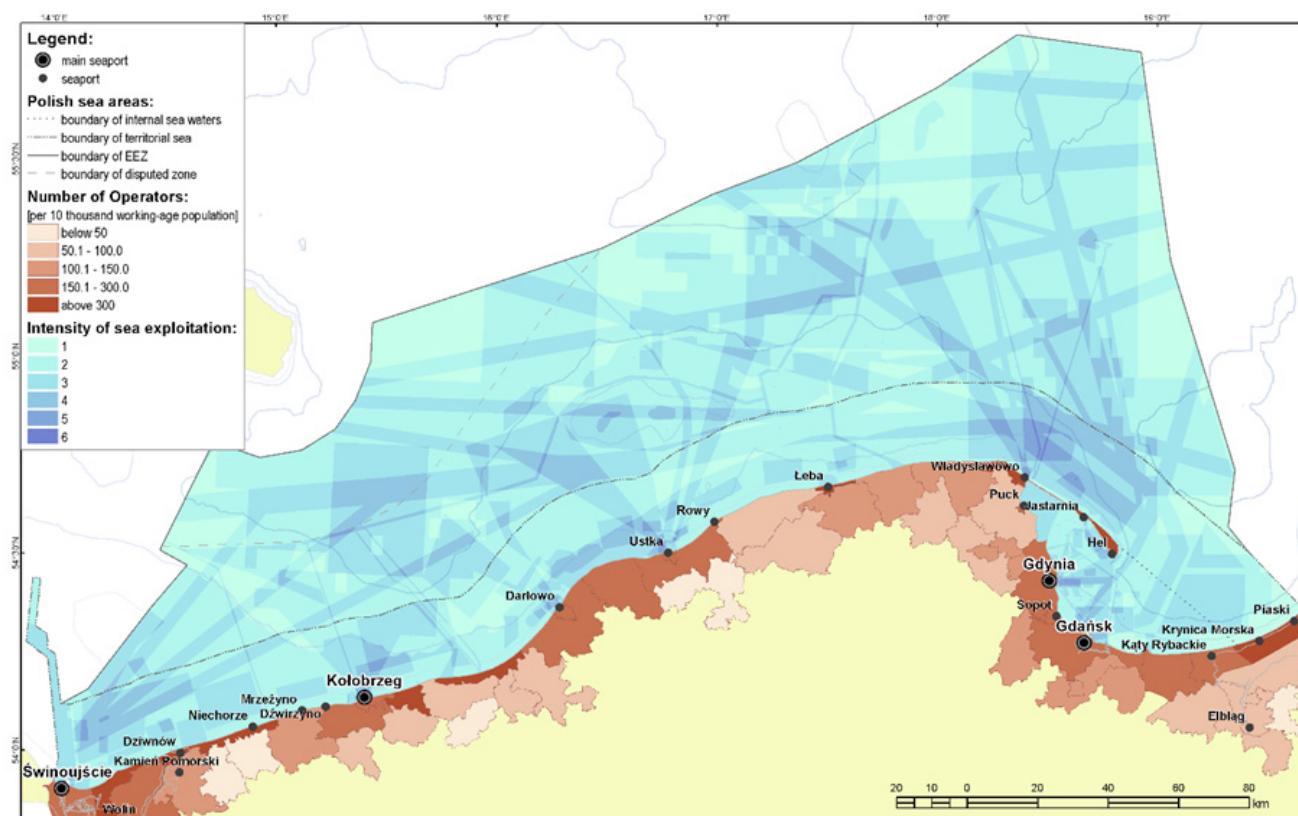 14°0'E 15°0'E 16°0'E 17°0'E 18°0'E 19°0'E
Legend:
main seaport
seaport
Polish sea areas:
boundary of internal sea waters
boundary of territorial sea
boundary of EEZ
boundary of disputed zone
Number of Operators:
[per 10 thousand working-age population]
below 50
50.1 - 100.0
100.1 - 150.0
150.1 - 300.0
above 300
Intensity of sea exploitation:
1
2
3
4
5
6
55°30'N
55°0'N
54°30'N
54°0'N
Władysławowo
Łeba
Puck
Jastarnia
Rowy
Ustka
Hel
Gdynia
Darłowo
Sopot
Piaski
Gdańsk
Krynica Morska
Kąty Rybackie
Kołobrzeg
Mrzeżyno
Dźwirzyno
Niechorze
Elbląg
Dziwnów
Kamień Pomorski
Świnoujście
Wolin
20 10 0 20 40 60 80
km